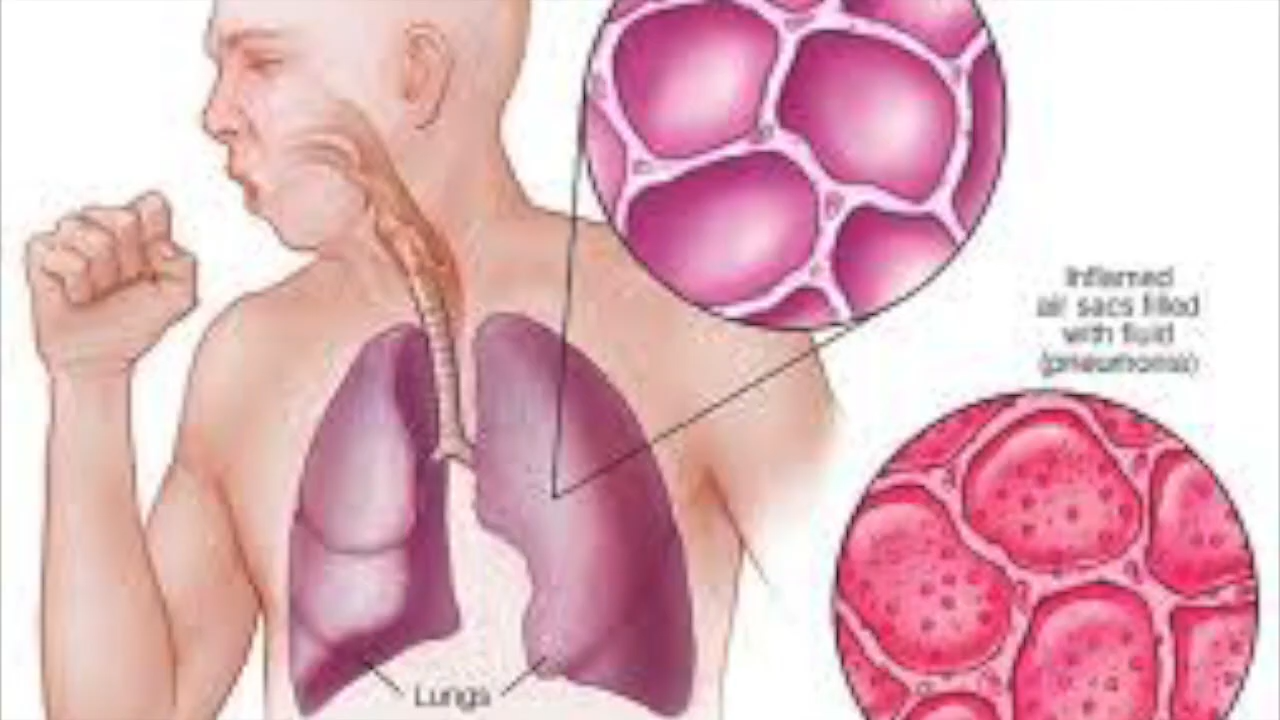 Inflamed
air sacs filled
with fluid
(pneumonia)
Lungs